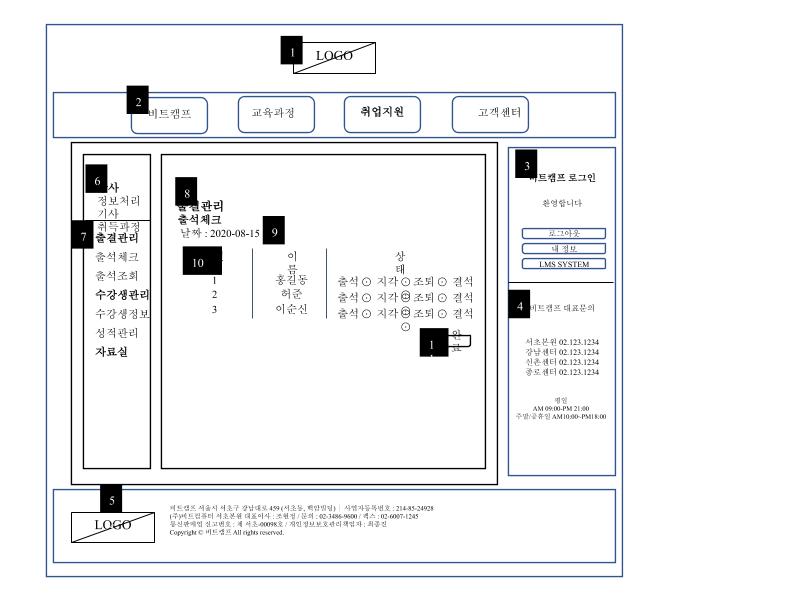 1
LOGO
2
비트캠프
교육과정
취업지원
고객센터
6
정보처리
기사
취득과정
7
출결관리
출석체크
출석조회
수강생관리
수강생정보
성적관리
자료실
8
출결관리
출석체크
날짜 : 2020-08-15
9
10
이름
상태
1 홍길동 출석 지각 조퇴 결석
2 허준 출석 지각 조퇴 결석
3 이순신 출석 지각 조퇴 결석
1
완료
3
비트캠프 로그인
환영합니다
로그아웃
내 정보
LMS SYSTEM
4
비트캠프 대표문의
서초본원 02.123.1234
강남센터 02.123.1234
신촌센터 02.123.1234
종로센터 02.123.1234
평일
AM 09:00-PM 21:00
주말/공휴일 AM10:00~PM18:00
5
LOGO
비트캠프 서울시 서초구 강남대로 459 (서초동, 백암빌딩) | 사업자등록번호 : 214-85-24928
(주)비트컴퓨터 서초본원 대표이사 : 조현정 / 문의 : 02-3486-9600 / 팩스 : 02-6007-1245
통신판매업 신고번호 : 제 서초-00098호 / 개인정보보호관리책임자 : 최종진
Copyright © 비트캠프 All rights reserved.